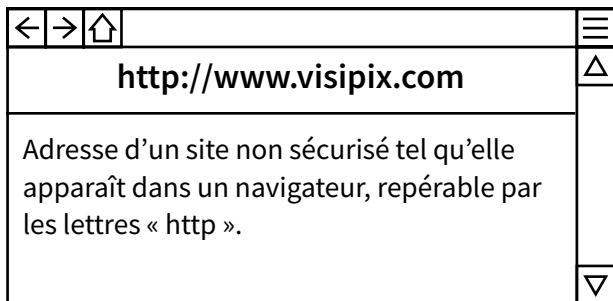 http://www.visipix.com
Adresse d’un site non sécurisé tel qu’elle
apparaît dans un navigateur, repérable par
les lettres « http ».